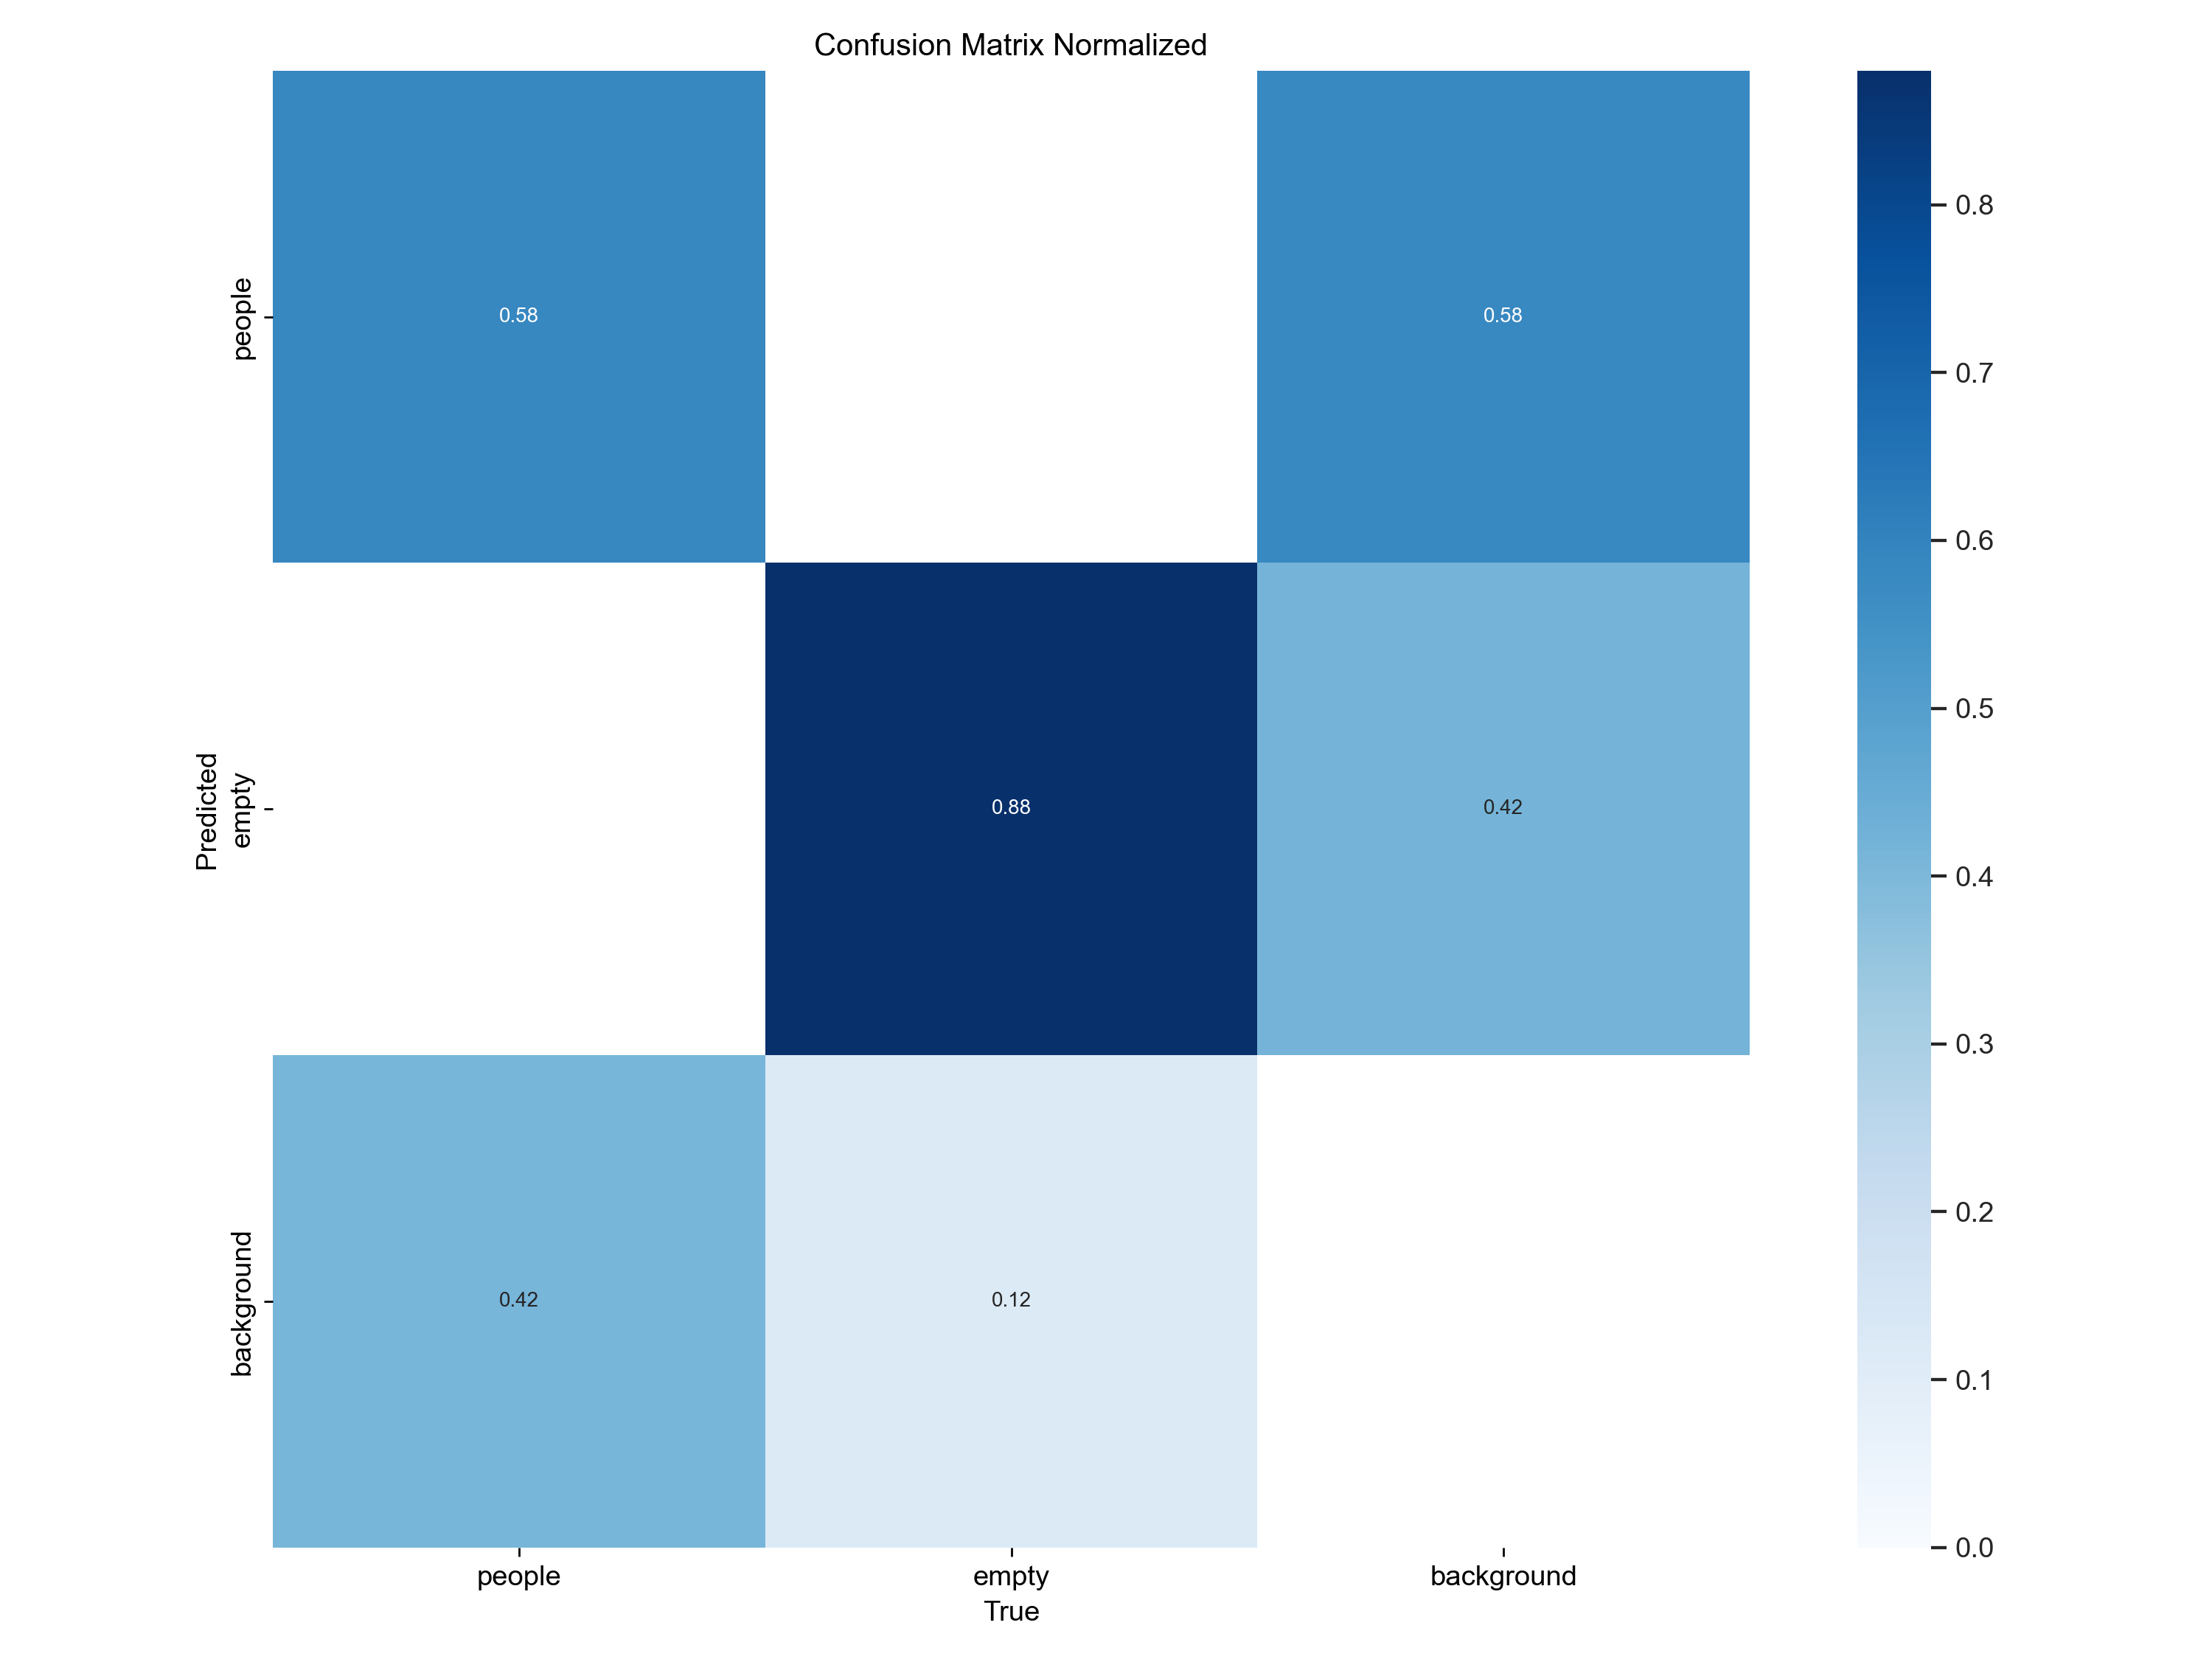 Confusion Matrix Normalized
people
0.58
0.58
0.8
0.7
0.6
Predicted
empty
0.88
0.42
0.5
0.4
background
0.42
0.12
0.3
0.2
0.1
0.0
people
empty
background
True